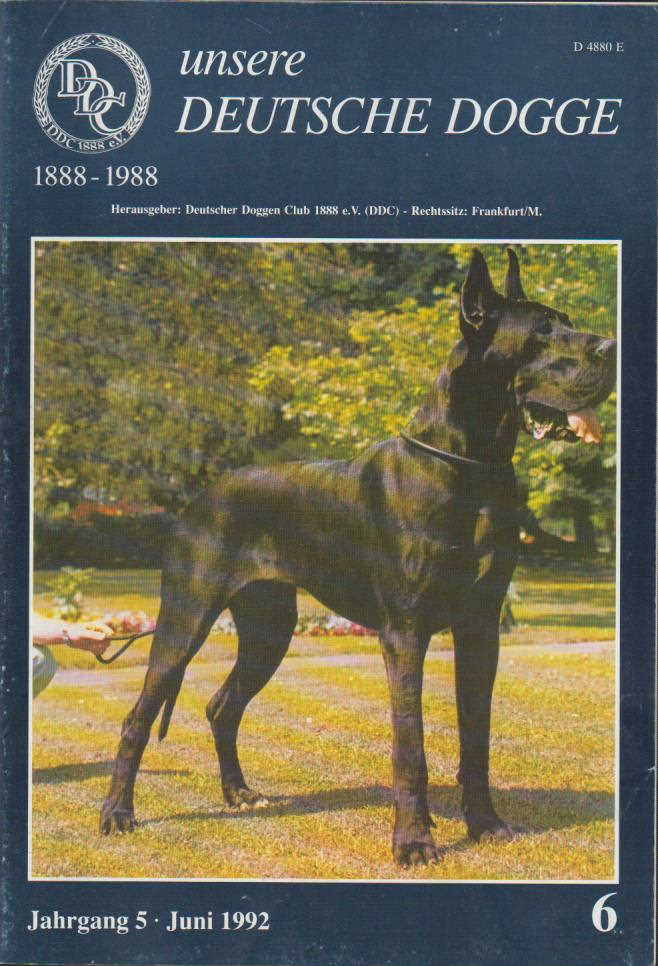 D 4880 E
unsere
DEUTSCHE DOGGE
DDC
DDC 1888 e.V.
1888 - 1988
Herausgeber: Deutscher Doggen Club 1888 e.V. (DDC) - Rechtssitz: Frankfurt/M.
Jahrgang 5 · Juni 1992
6